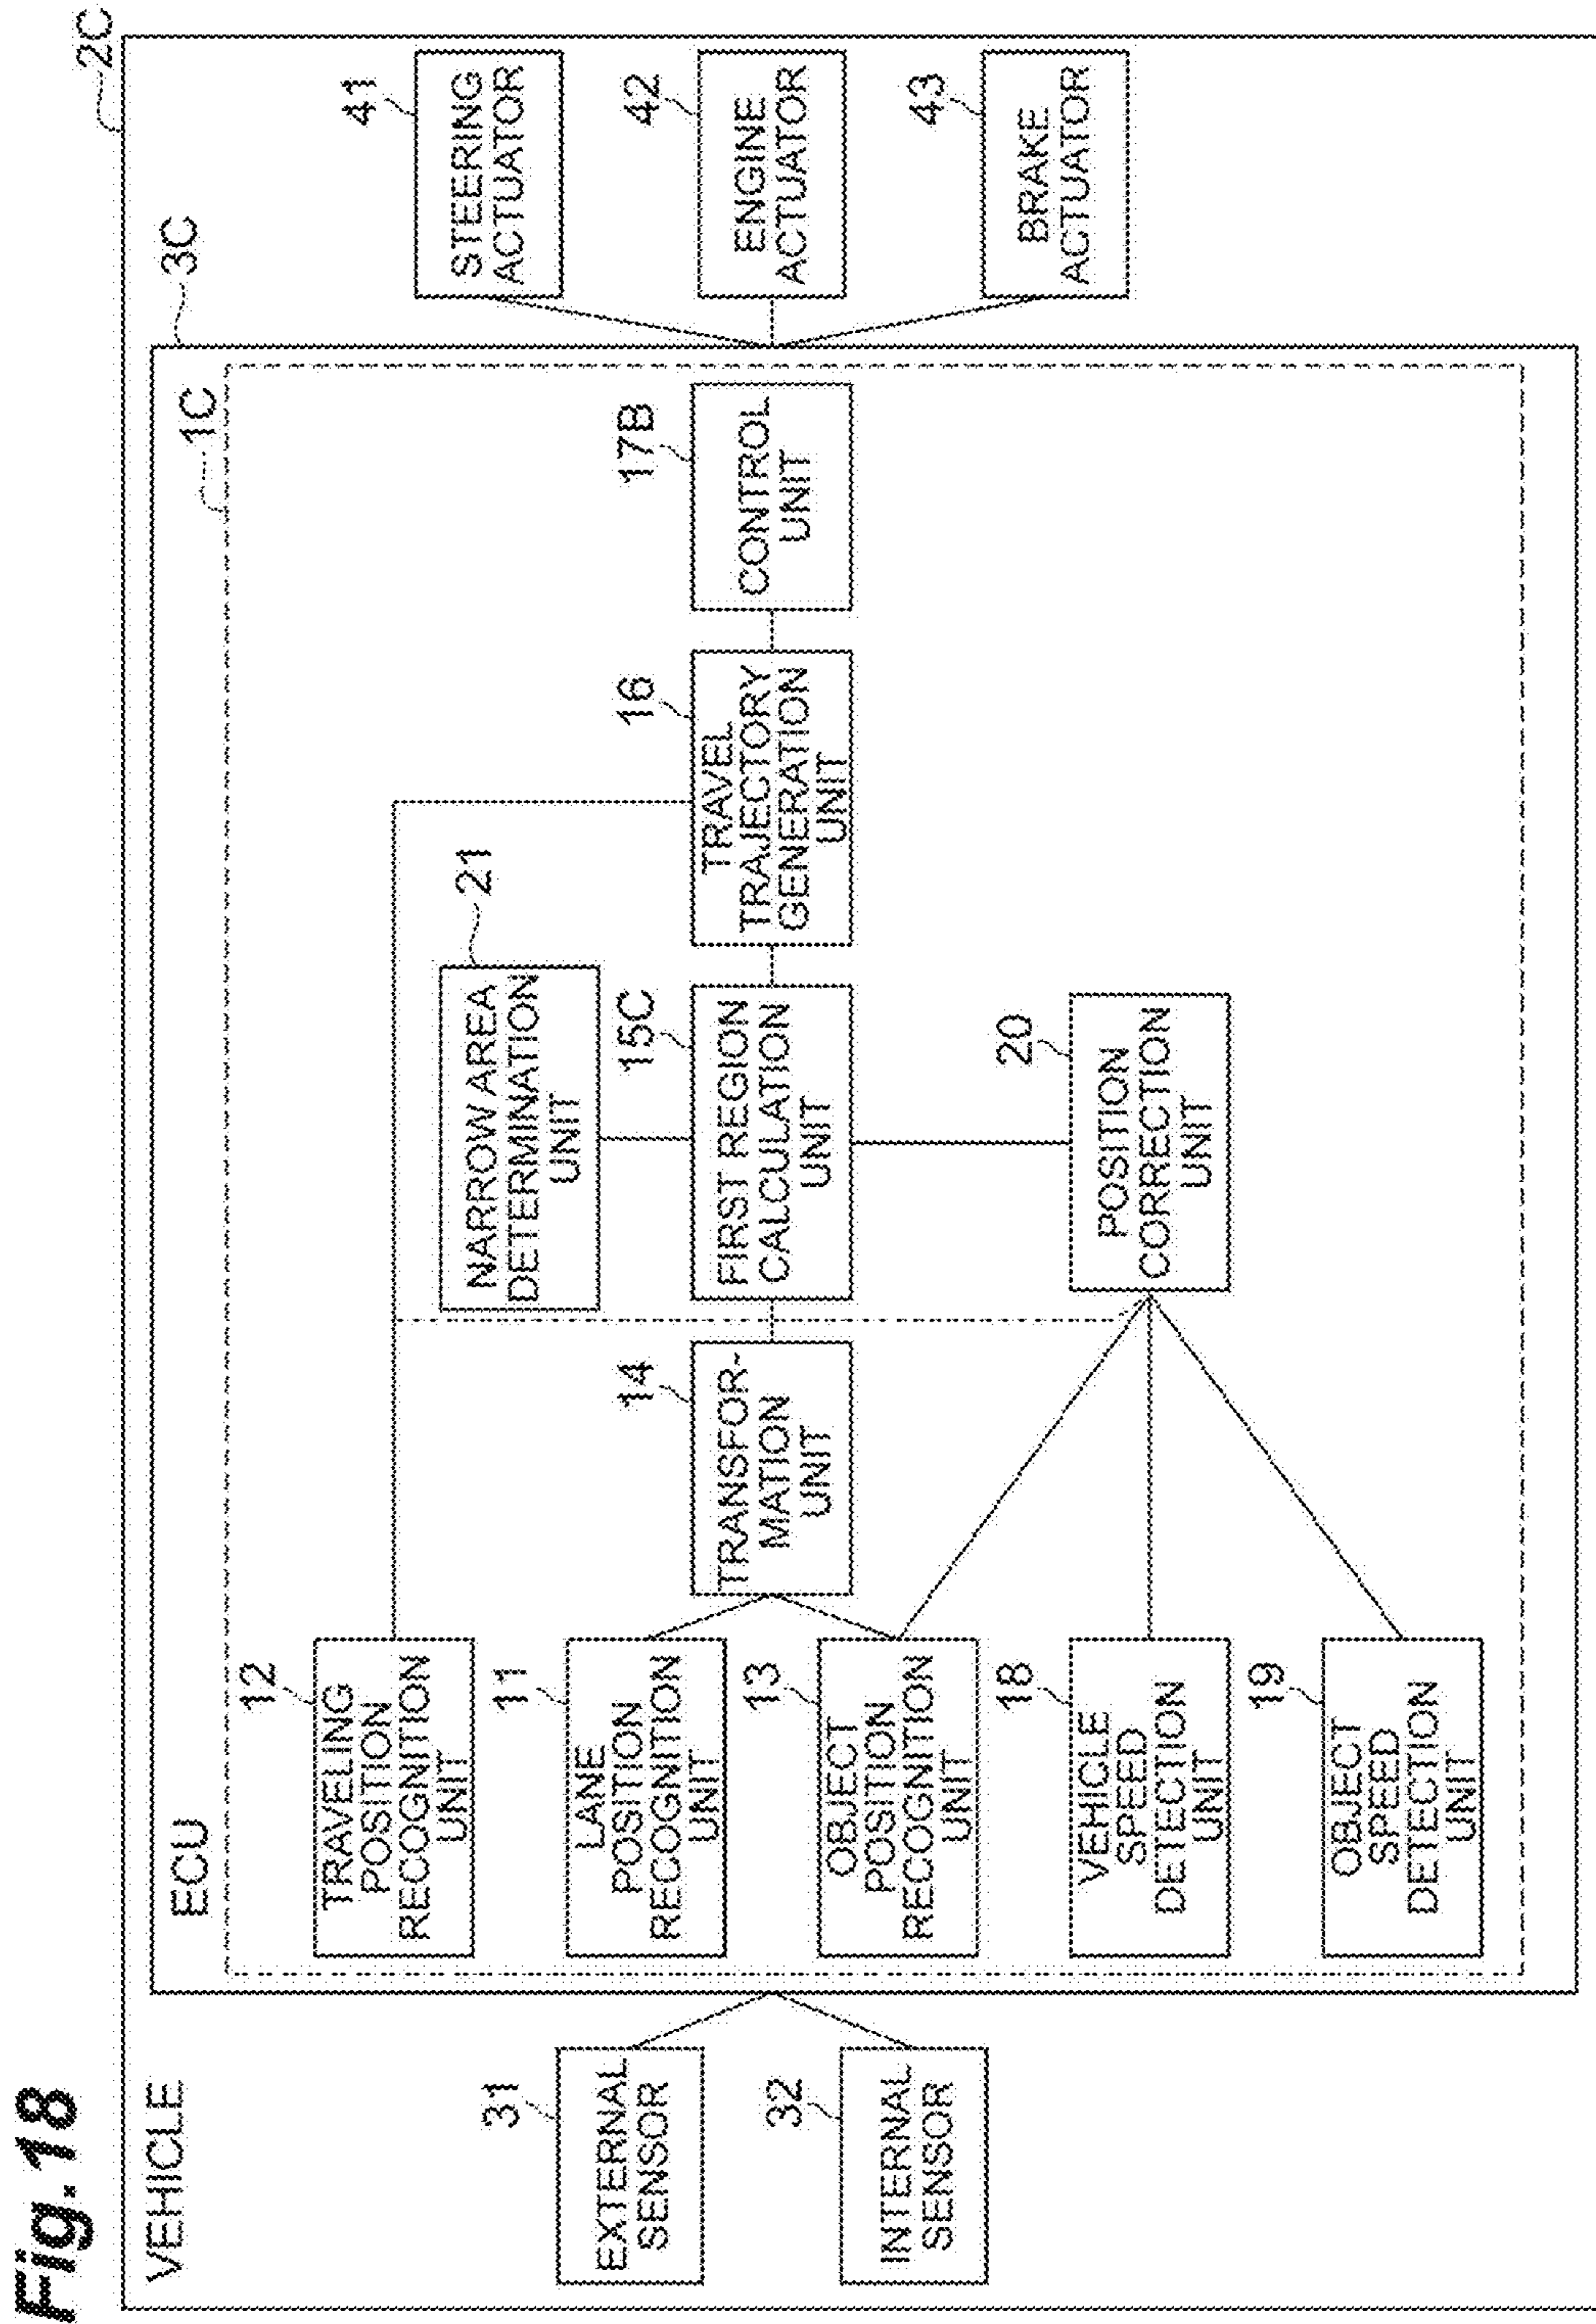 Fig.18
VEHICLE
2C
ECU
3C
1C
31
EXTERNAL
SENSOR
32
INTERNAL
SENSOR
12
TRAVELING
POSITION
RECOGNITION
UNIT
11
LANE
POSITION
RECOGNITION
UNIT
13
OBJECT
POSITION
RECOGNITION
UNIT
18
VEHICLE
SPEED
DETECTION
UNIT
19
OBJECT
SPEED
DETECTION
UNIT
14
TRANSFOR-
MATION
UNIT
21
NARROW AREA
DETERMINATION
UNIT
15C
FIRST REGION
CALCULATION
UNIT
20
POSITION
CORRECTION
UNIT
16
TRAVEL
TRAJECTORY
GENERATION
UNIT
17B
CONTROL
UNIT
41
STEERING
ACTUATOR
42
ENGINE
ACTUATOR
43
BRAKE
ACTUATOR